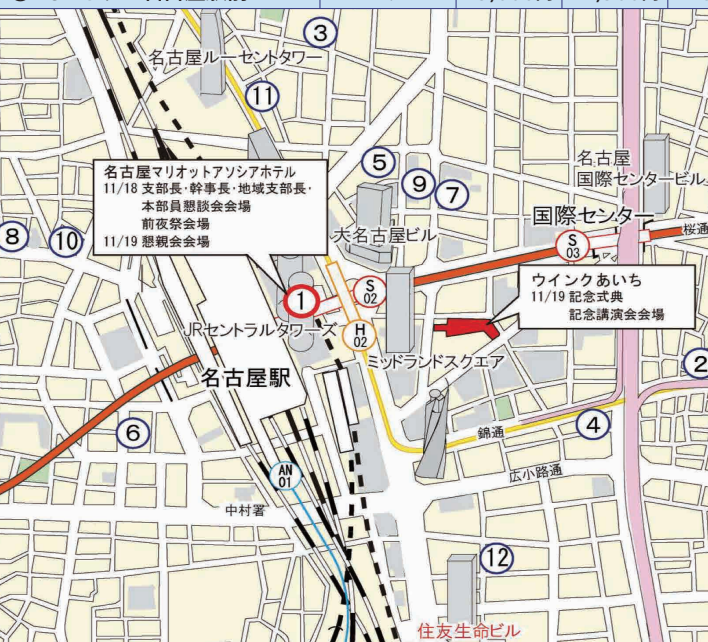 ③
名古屋ルーセントタワー
⑪
名古屋マリオットアソシアホテル
11/18 支部長・幹事長・地域支部長・
本部員懇談会会場
前夜祭会場
11/19 懇親会会場
⑤
⑨
⑦
名古屋
国際センタービル
⑧
⑩
大名古屋ビル
国際センター
S
03
桜通
①
S
02
ウインクあいち
11/19 記念式典
記念講演会会場
JRセントラルタワーズ
H
02
ミッドランドスクエア
名古屋駅
②
⑥
錦通
④
AN
01
広小路通
中村署
⑫
住友生命ビル